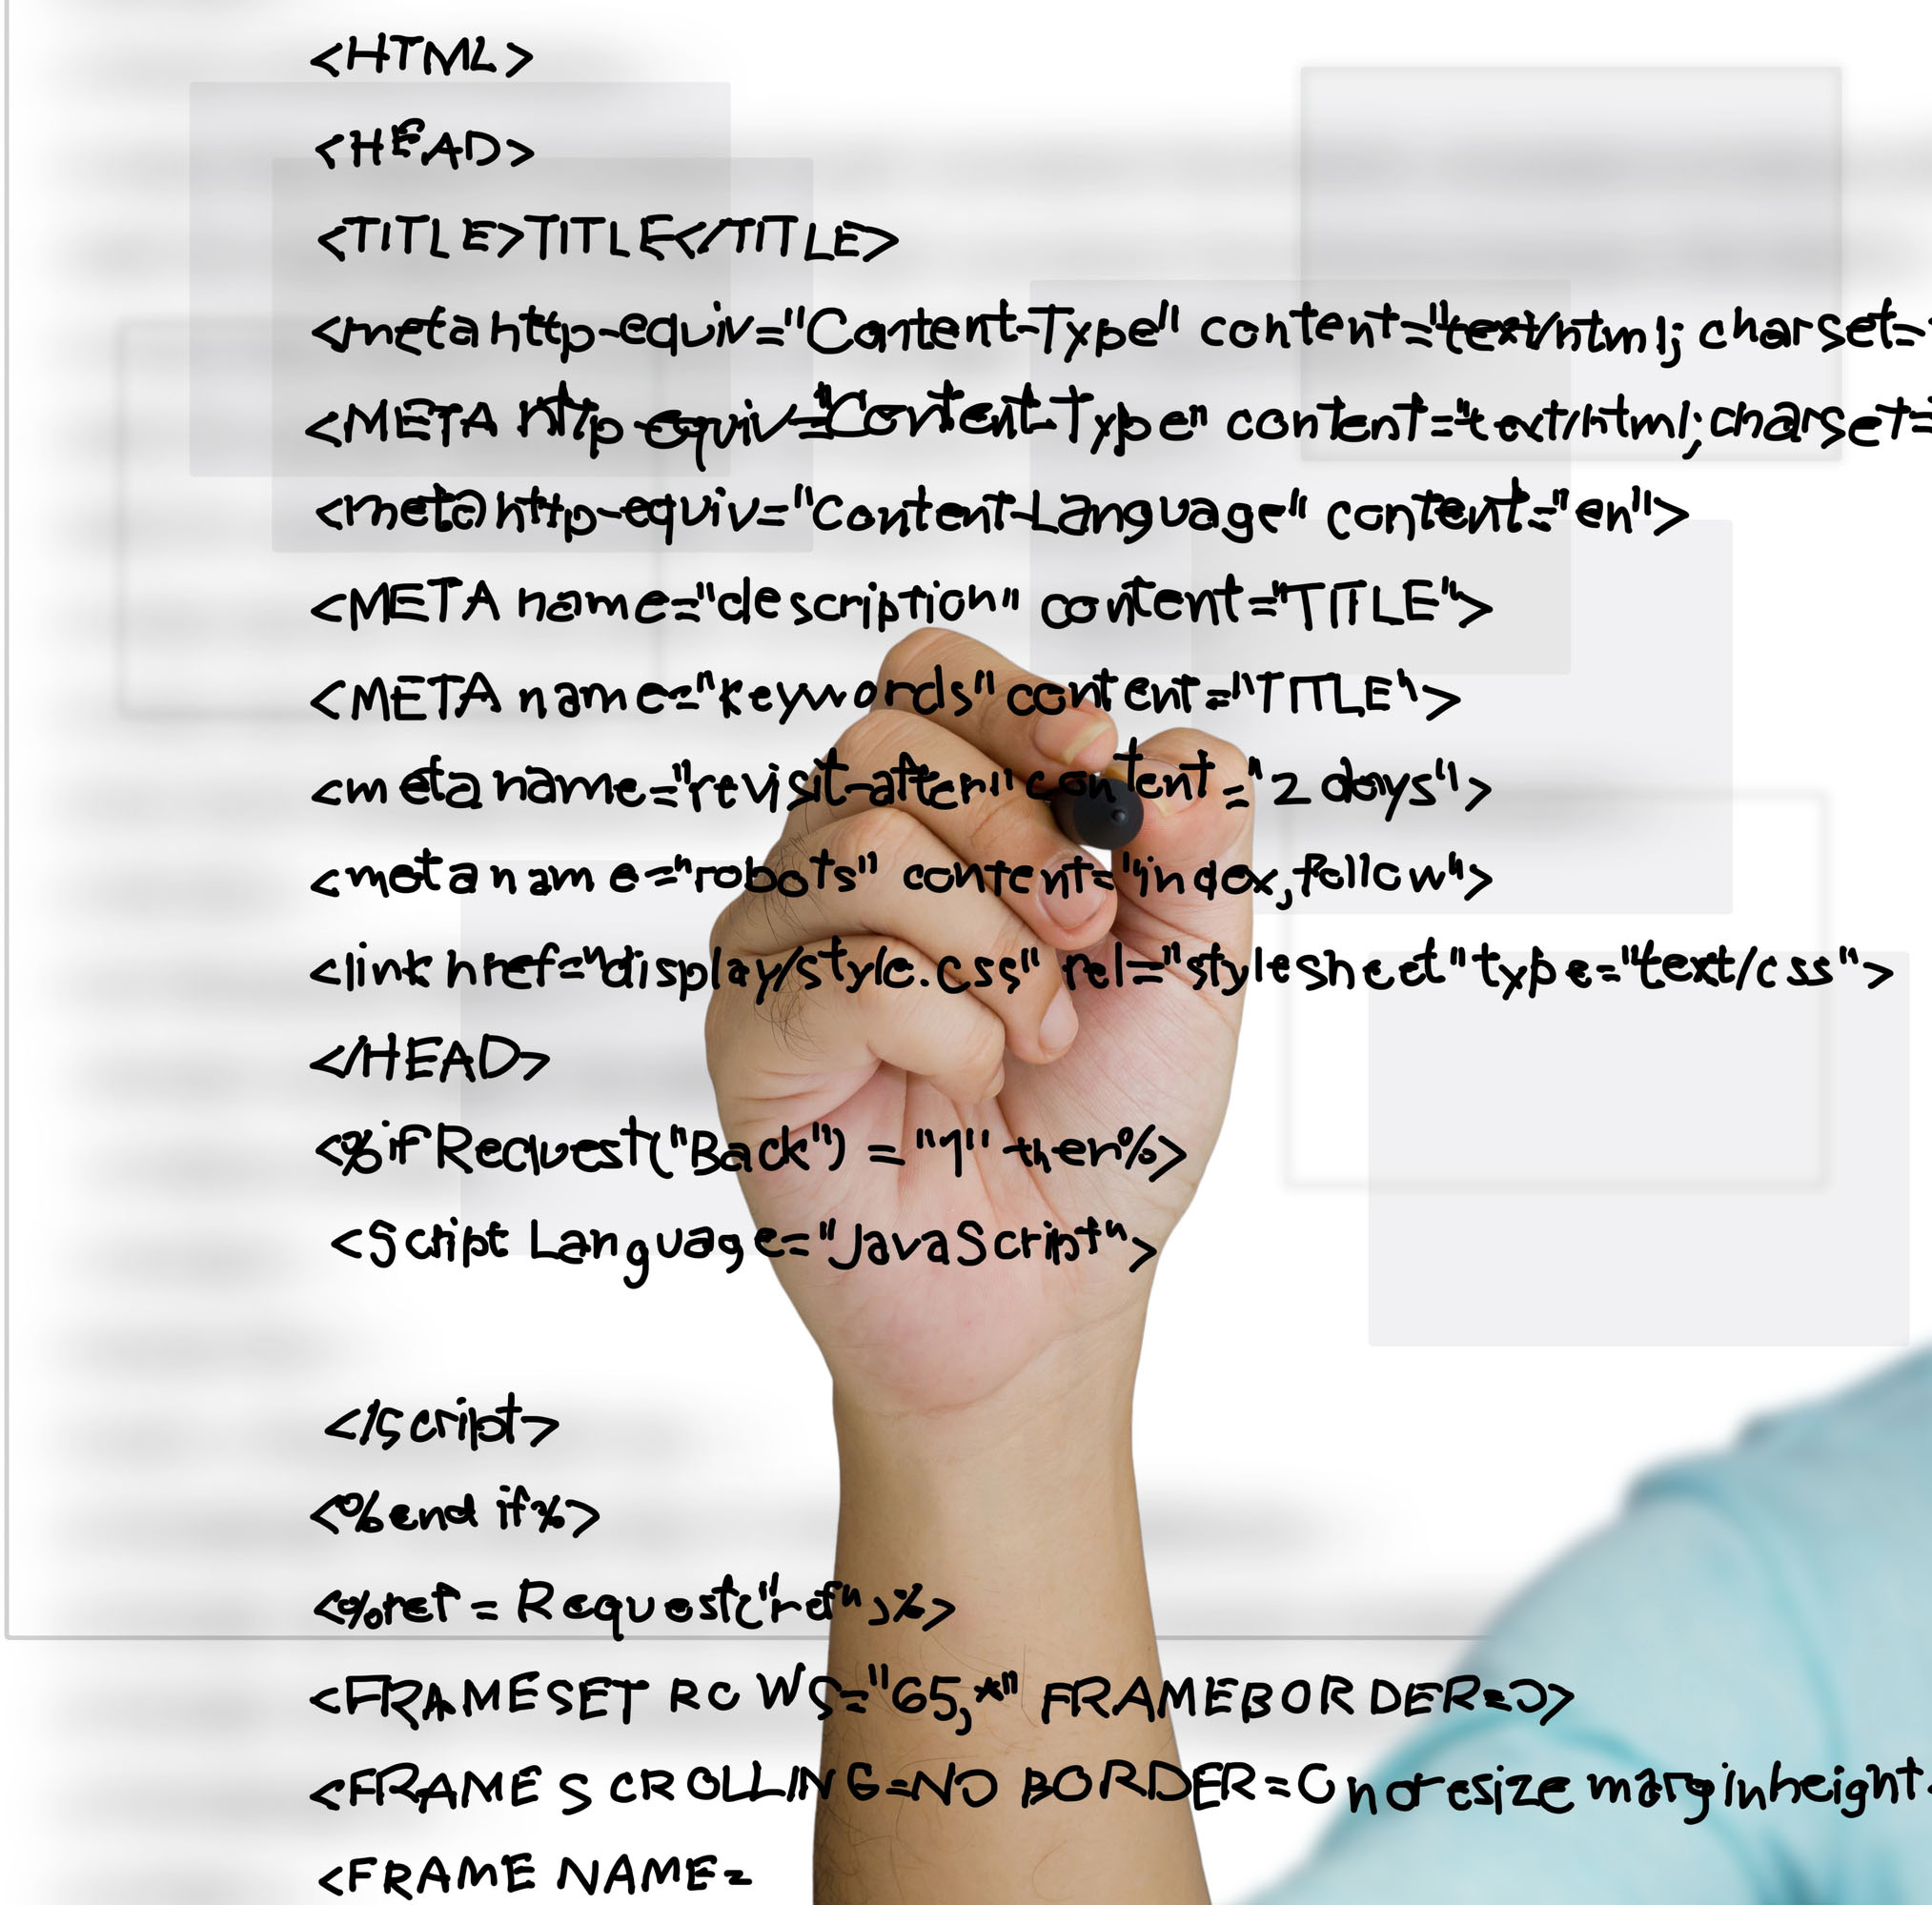 <HTML>
<HEAD>
<TITLE>TITLE</TITLE>
<meta http-equiv="Content-Type" content="text/html; charset=
<META http-equiv="Content-Type" content="text/html; charset=
<meta http-equiv="Content-Language" content="en">
<META name="description" content="TITLE">
<META name="keywords" content="TITLE">
<meta name="revisit-after" content="2 days">
<meta name="robots" content="index,follow">
<link href="display/style.css" rel="stylesheet" type="text/css">
</HEAD>
<%if Request("Back") = "1" then%>
<Script Language="JavaScript">
</Script>
<%end if%>
<%ref = Request("ref")%>
<FRAMESET ROWS="65,*" FRAMEBORDER=0>
<FRAME SCROLLING=NO BORDER=0 noresize marginheight
<FRAME NAME=